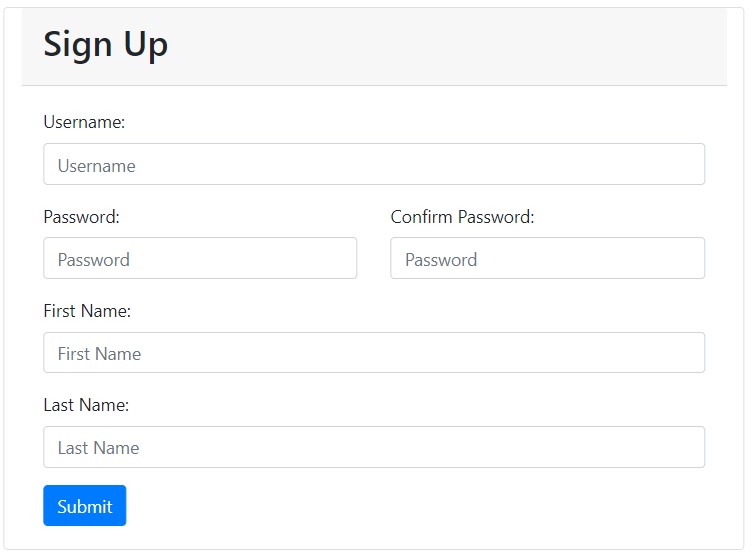 Sign Up
Username:
Username
Password: Confirm Password:
Password Password
First Name:
First Name
Last Name:
Last Name
Submit